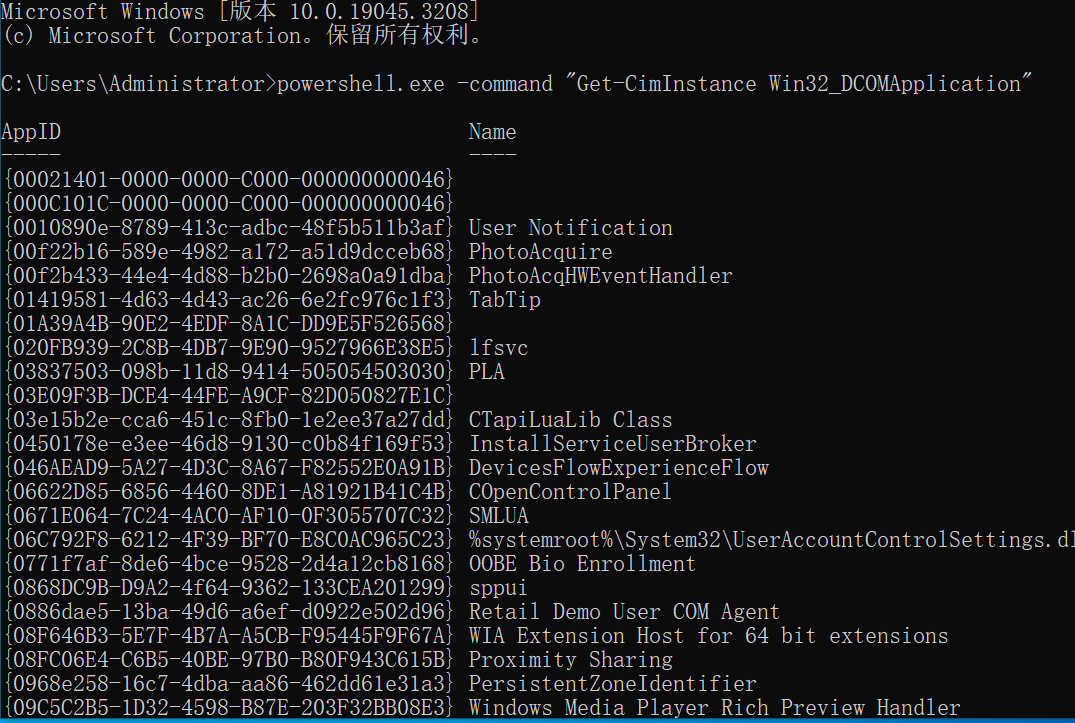 Microsoft Windows [版本 10.0.19045.3208]
(c) Microsoft Corporation。保留所有权利。
C:\Users\Administrator>powershell.exe -command "Get-CimInstance Win32_DCOMApplication"
AppID Name
----- ----
{00021401-0000-0000-C000-000000000046}
{000C101C-0000-0000-C000-000000000046}
{0010890e-8789-413c-adbc-48f5b511b3af} User Notification
{00f22b16-589e-4982-a172-a51d9dcceb68} PhotoAcquire
{00f2b433-44e4-4d88-b2b0-2698a0a91dba} PhotoAcqHWEventHandler
{01419581-4d63-4d43-ac26-6e2fc976c1f3} TabTip
{01A39A4B-90E2-4EDF-8A1C-DD9E5F526568}
{020FB939-2C8B-4DB7-9E90-9527966E38E5} lfsvc
{03837503-098b-11d8-9414-505054503030} PLA
{03E09F3B-DCE4-44FE-A9CF-82D050827E1C}
{03e15b2e-cca6-451c-8fb0-1e2ee37a27dd} CTapiLuaLib Class
{0450178e-e3ee-46d8-9130-c0b84f169f53} InstallServiceUserBroker
{046AEAD9-5A27-4D3C-8A67-F82552E0A91B} DevicesFlowExperienceFlow
{06622D85-6856-4460-8DE1-A81921B41C4B} COpenControlPanel
{0671E064-7C24-4AC0-AF10-0F3055707C32} SMLUA
{06C792F8-6212-4F39-BF70-E8C0AC965C23} %systemroot%\System32\UserAccountControlSettings.dl
{0771f7af-8de6-4bce-9528-2d4a12cb8168} OOBE Bio Enrollment
{0868DC9B-D9A2-4f64-9362-133CEA201299} sppui
{0886dae5-13ba-49d6-a6ef-d0922e502d96} Retail Demo User COM Agent
{08F646B3-5E7F-4B7A-A5CB-F95445F9F67A} WIA Extension Host for 64 bit extensions
{08FC06E4-C6B5-40BE-97B0-B80F943C615B} Proximity Sharing
{0968e258-16c7-4dba-aa86-462dd61e31a3} PersistentZoneIdentifier
{09C5C2B5-1D32-4598-B87E-203F32BB08E3} Windows Media Player Rich Preview Handler